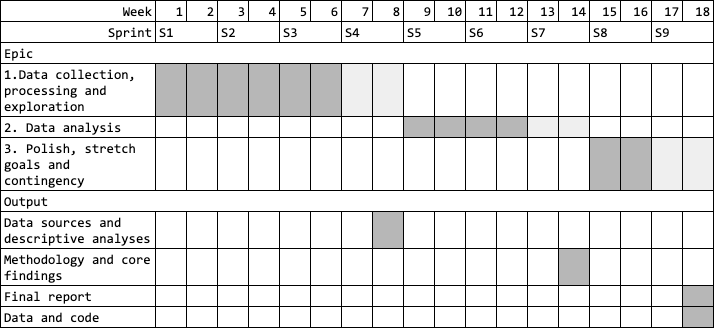 Week 1 2 3 4 5 6 7 8 9 10 11 12 13 14 15 16 17 18
Sprint S1 S2 S3 S4 S5 S6 S7 S8 S9
Epic
1.Data collection,
processing and
exploration
2. Data analysis
3. Polish, stretch
goals and
contingency
Output
Data sources and
descriptive analyses
Methodology and core
findings
Final report
Data and code